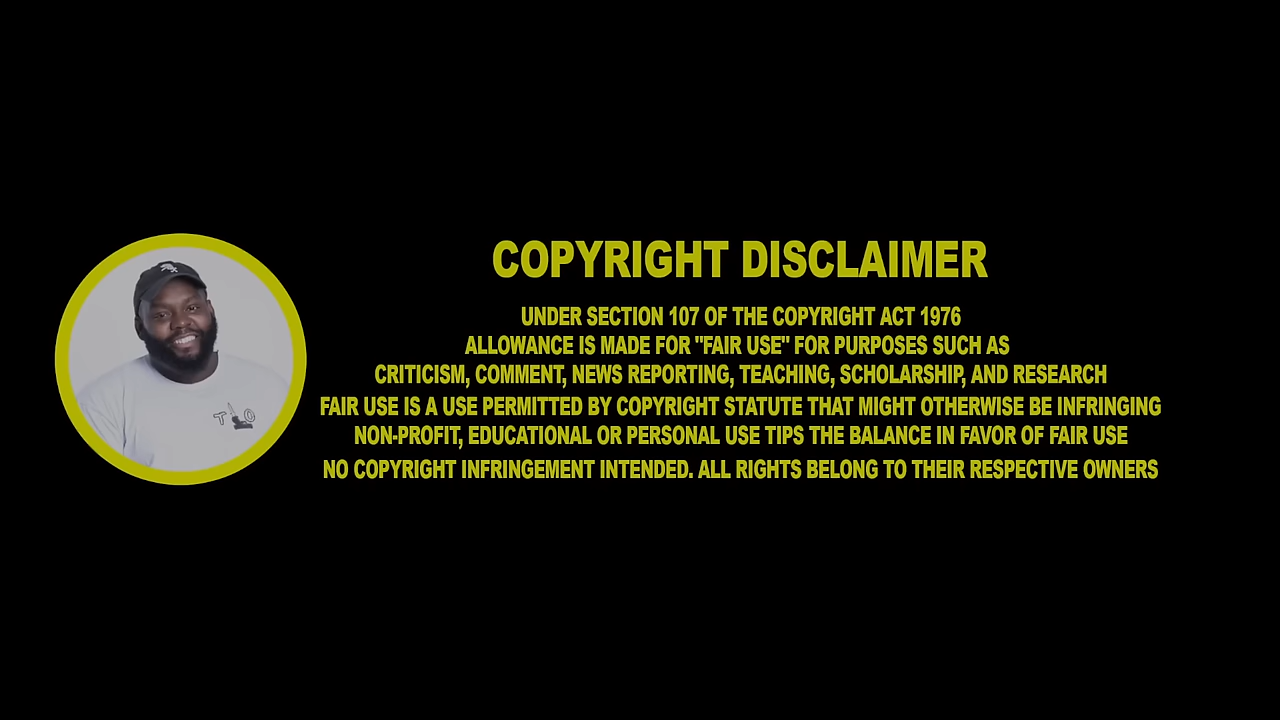 COPYRIGHT DISCLAIMER
UNDER SECTION 107 OF THE COPYRIGHT ACT 1976
ALLOWANCE IS MADE FOR "FAIR USE" FOR PURPOSES SUCH AS
CRITICISM, COMMENT, NEWS REPORTING, TEACHING, SCHOLARSHIP, AND RESEARCH
FAIR USE IS A USE PERMITTED BY COPYRIGHT STATUTE THAT MIGHT OTHERWISE BE INFRINGING
NON-PROFIT, EDUCATIONAL OR PERSONAL USE TIPS THE BALANCE IN FAVOR OF FAIR USE
NO COPYRIGHT INFRINGEMENT INTENDED. ALL RIGHTS BELONG TO THEIR RESPECTIVE OWNERS